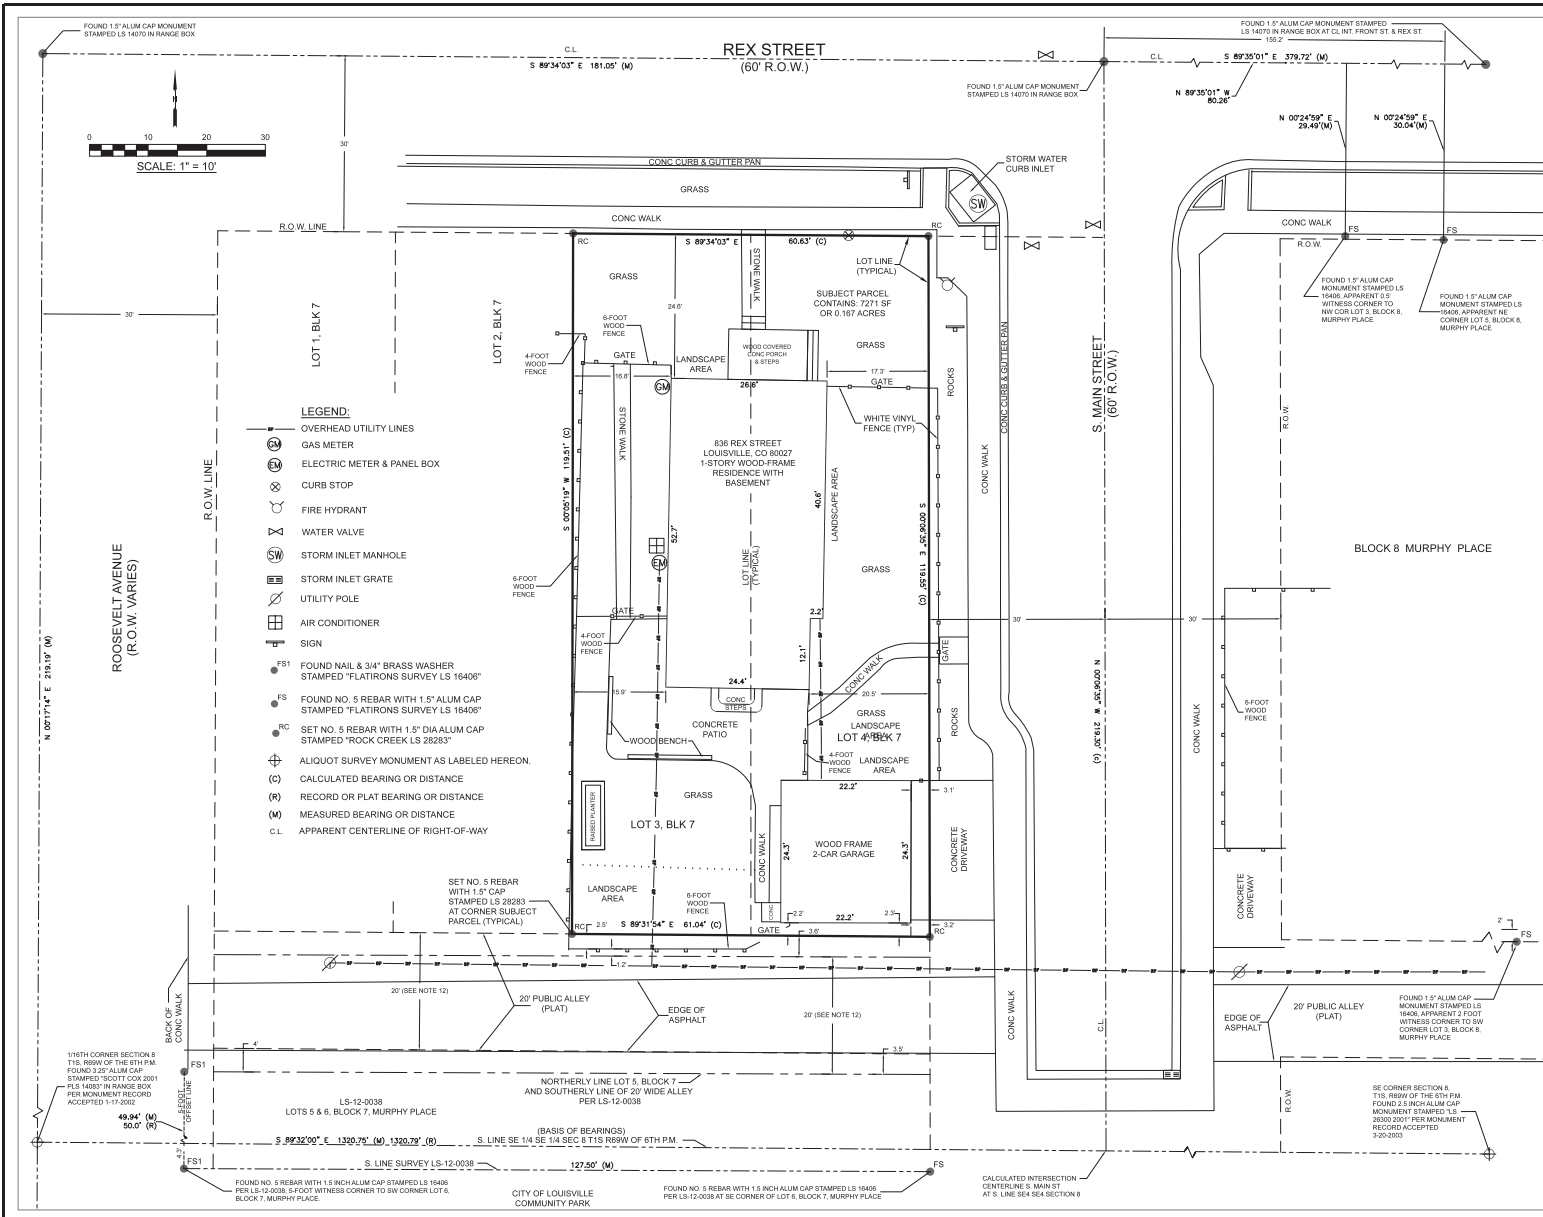 FOUND 1.5" ALUM CAP MONUMENT
STAMPED LS 14070 IN RANGE BOX
C.L.
REX STREET
(60' R.O.W.)
S 89°34'03" E 181.05' (M)
FOUND 1.5" ALUM CAP MONUMENT STAMPED
LS 14070 IN RANGE BOX AT CL INT. FRONT ST. & REX ST.
155.2'
C.L.
S 89°35'01" E 379.72' (M)
FOUND 1.5" ALUM CAP MONUMENT
STAMPED LS 14070 IN RANGE BOX
N 89°35'01" W
80.26'
N 00°24'59" E
29.49'(M)
N 00°24'59" E
30.04'(M)
N
0 10 20 30
SCALE: 1" = 10'
30'
CONC CURB & GUTTER PAN
GRASS
CONC WALK
STORM WATER
CURB INLET
SW
CONC WALK
R.O.W. LINE
RC
S 89°34'03" E
60.63' (C)
RC
R.O.W.
FS
FS
LOT LINE
(TYPICAL)
GRASS
STONE WALK
SUBJECT PARCEL
CONTAINS: 7271 SF
OR 0.167 ACRES
24.6'
30'
LOT 1, BLK 7
LOT 2, BLK 7
6-FOOT
WOOD
FENCE
4-FOOT
WOOD
FENCE
GATE
LANDSCAPE
AREA
WOOD COVERED
CONC PORCH
& STEPS
GRASS
FOUND 1.5" ALUM CAP
MONUMENT STAMPED LS
16406, APPARENT 0.5'
WITNESS CORNER TO
NW COR LOT 3, BLOCK 8,
MURPHY PLACE
FOUND 1.5" ALUM CAP
MONUMENT STAMPED LS
16406, APPARENT NE
CORNER LOT 5, BLOCK 8,
MURPHY PLACE
16.8'
GM
26.6'
17.3'
GATE
ROCKS
CONC CURB & GUTTER PAN
S. MAIN STREET
(60' R.O.W.)
R.O.W.
LEGEND:
OVERHEAD UTILITY LINES
GM GAS METER
EM ELECTRIC METER & PANEL BOX
CURB STOP
FIRE HYDRANT
WATER VALVE
SW STORM INLET MANHOLE
STORM INLET GRATE
UTILITY POLE
AIR CONDITIONER
SIGN
FS1 FOUND NAIL & 3/4" BRASS WASHER
STAMPED "FLATIRONS SURVEY LS 16406"
FS FOUND NO. 5 REBAR WITH 1.5" ALUM CAP
STAMPED "FLATIRONS SURVEY LS 16406"
RC SET NO. 5 REBAR WITH 1.5" DIA ALUM CAP
STAMPED "ROCK CREEK LS 28283"
ALIQUOT SURVEY MONUMENT AS LABELED HEREON.
(C) CALCULATED BEARING OR DISTANCE
(R) RECORD OR PLAT BEARING OR DISTANCE
(M) MEASURED BEARING OR DISTANCE
C.L. APPARENT CENTERLINE OF RIGHT-OF-WAY
R.O.W. LINE
ROOSEVELT AVENUE
(R.O.W. VARIES)
N 00°17'14" E 219.19' (M)
S 00°05'19" W 119.51' (C)
STONE WALK
WHITE VINYL
FENCE (TYP)
836 REX STREET
LOUISVILLE, CO 80027
1-STORY WOOD-FRAME
RESIDENCE WITH
BASEMENT
LANDSCAPE AREA
40.6'
52.7'
EM
LOT LINE
(TYPICAL)
GRASS
S 00°06'35" E 119.55' (C)
CONC WALK
BLOCK 8 MURPHY PLACE
6-FOOT
WOOD
FENCE
GATE
2.2'
30'
30'
4-FOOT
WOOD
FENCE
12.1'
CONC WALK
GATE
N 00°06'35" W 219.30' (c)
24.4'
15.9'
CONC
STEPS
20.5'
CONCRETE
PATIO
GRASS
LANDSCAPE
AREA
LOT 4, BLK 7
ROCKS
CONC WALK
6-FOOT
WOOD
FENCE
WOOD BENCH
4-FOOT
WOOD
FENCE
LANDSCAPE
AREA
22.2'
3.1'
GRASS
RAISED PLANTER
LOT 3, BLK 7
CONC WALK
24.3'
WOOD FRAME
2-CAR GARAGE
24.3'
CONCRETE
DRIVEWAY
CONCRETE
DRIVEWAY
SET NO. 5 REBAR
WITH 1.5" CAP
STAMPED LS 28283
AT CORNER SUBJECT
PARCEL (TYPICAL)
LANDSCAPE
AREA
6-FOOT
WOOD
FENCE
CONC
2.2'
22.2'
2.3'
RC
2.5'
S 89°31'54" E 61.04' (C)
GATE
3.6'
3.2'
RC
2'
FS
1.2'
BACK OF
CONC WALK
20' (SEE NOTE 12)
20' PUBLIC ALLEY
(PLAT)
EDGE OF
ASPHALT
20' (SEE NOTE 12)
CONC WALK
C.L.
EDGE OF
ASPHALT
20' PUBLIC ALLEY
(PLAT)
FOUND 1.5" ALUM CAP
MONUMENT STAMPED LS
16406, APPARENT 2 FOOT
WITNESS CORNER TO SW
CORNER LOT 3, BLOCK 8,
MURPHY PLACE
4'
3.5'
1/16TH CORNER SECTION 8
T1S, R69W OF THE 6TH P.M.
FOUND 3.25" ALUM CAP
STAMPED "SCOTT COX 2001
PLS 14083" IN RANGE BOX
PER MONUMENT RECORD
ACCEPTED 1-17-2002
FS1
5-FOOT
OFFSET LINE
49.94' (M)
50.0' (R)
LS-12-0038
LOTS 5 & 6, BLOCK 7, MURPHY PLACE
NORTHERLY LINE LOT 5, BLOCK 7
AND SOUTHERLY LINE OF 20' WIDE ALLEY
PER LS-12-0038
R.O.W.
SE CORNER SECTION 8,
T1S, R69W OF THE 6TH P.M.
FOUND 2.5 INCH ALUM CAP
MONUMENT STAMPED "LS
26300 2001" PER MONUMENT
RECORD ACCEPTED
3-20-2003
(BASIS OF BEARINGS)
S 89°32'00" E 1320.75' (M) 1320.79' (R)
S. LINE SE 1/4 SE 1/4 SEC 8 T1S R69W OF 6TH P.M.
4.3'
FS1
S. LINE SURVEY LS-12-0038
127.50' (M)
FS
FOUND NO. 5 REBAR WITH 1.5 INCH ALUM CAP STAMPED LS 16406
PER LS-12-0038, 5-FOOT WITNESS CORNER TO SW CORNER LOT 6,
BLOCK 7, MURPHY PLACE.
CITY OF LOUISVILLE
COMMUNITY PARK
FOUND NO. 5 REBAR WITH 1.5 INCH ALUM CAP STAMPED LS 16406
PER LS-12-0038 AT SE CORNER OF LOT 6, BLOCK 7, MURPHY PLACE
CALCULATED INTERSECTION
CENTERLINE S. MAIN ST
AT S. LINE SE4 SE4 SECTION 8